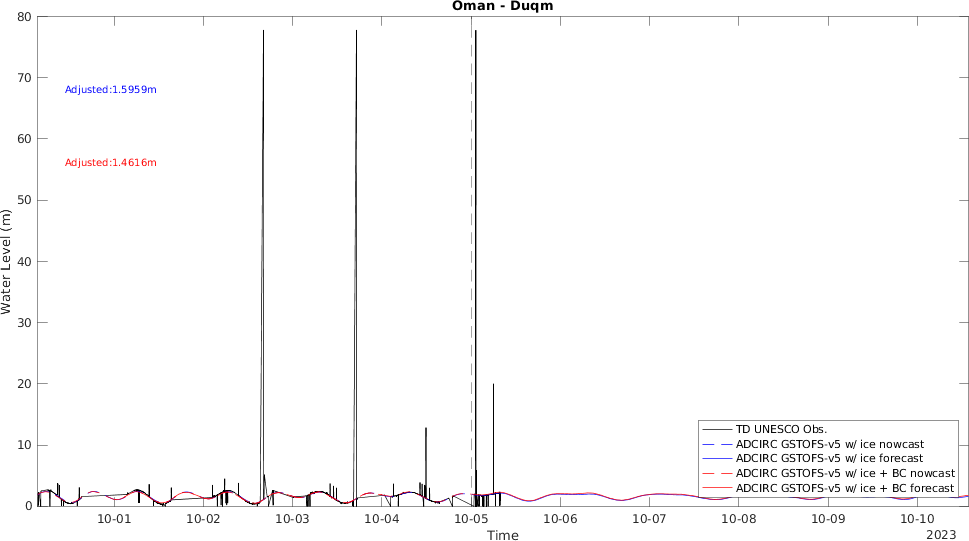 Oman - Duqm
80
70
60
50
40
30
20
10
0
Water Level (m)
Adjusted:1.5959m
Adjusted:1.4616m
TD UNESCO Obs.
ADCIRC GSTOFS-v5 w/ ice nowcast
ADCIRC GSTOFS-v5 w/ ice forecast
ADCIRC GSTOFS-v5 w/ ice + BC nowcast
ADCIRC GSTOFS-v5 w/ ice + BC forecast
10-01 10-02 10-03 10-04 10-05 10-06 10-07 10-08 10-09 10-10
Time
2023